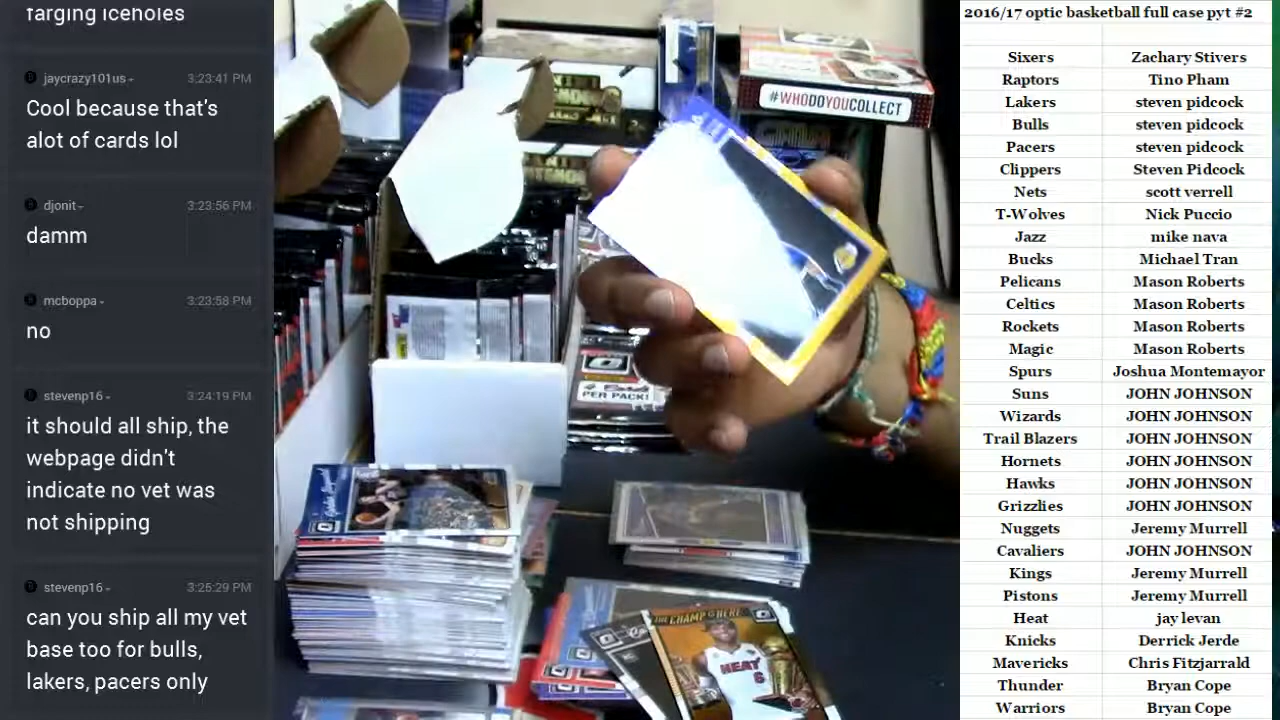 farging iceholes
jaycrazy101us
3:23:41 PM
Cool because that's
alot of cards lol
djonit
3:23:56 PM
damm
mcboppa
3:23:58 PM
no
stevenp16
3:24:19 PM
it should all ship, the
webpage didn't
indicate no vet was
not shipping
stevenp16
3:25:29 PM
can you ship all my vet
base too for bulls,
lakers, pacers only
#WHODOYOUCOLLECT
PER PACK!
THE CHAMP IS HERE
HEAT
6
2016/17 optic basketball full case pyt #2
Sixers Zachary Stivers
Raptors Tino Pham
Lakers steven pidcock
Bulls steven pidcock
Pacers steven pidcock
Clippers Steven Pidcock
Nets scott verrell
T-Wolves Nick Puccio
Jazz mike nava
Bucks Michael Tran
Pelicans Mason Roberts
Celtics Mason Roberts
Rockets Mason Roberts
Magic Mason Roberts
Spurs Joshua Montemayor
Suns JOHN JOHNSON
Wizards JOHN JOHNSON
Trail Blazers JOHN JOHNSON
Hornets JOHN JOHNSON
Hawks JOHN JOHNSON
Grizzlies JOHN JOHNSON
Nuggets Jeremy Murrell
Cavaliers JOHN JOHNSON
Kings Jeremy Murrell
Pistons Jeremy Murrell
Heat jay levan
Knicks Derrick Jerde
Mavericks Chris Fitzjarrald
Thunder Bryan Cope
Warriors Bryan Cope